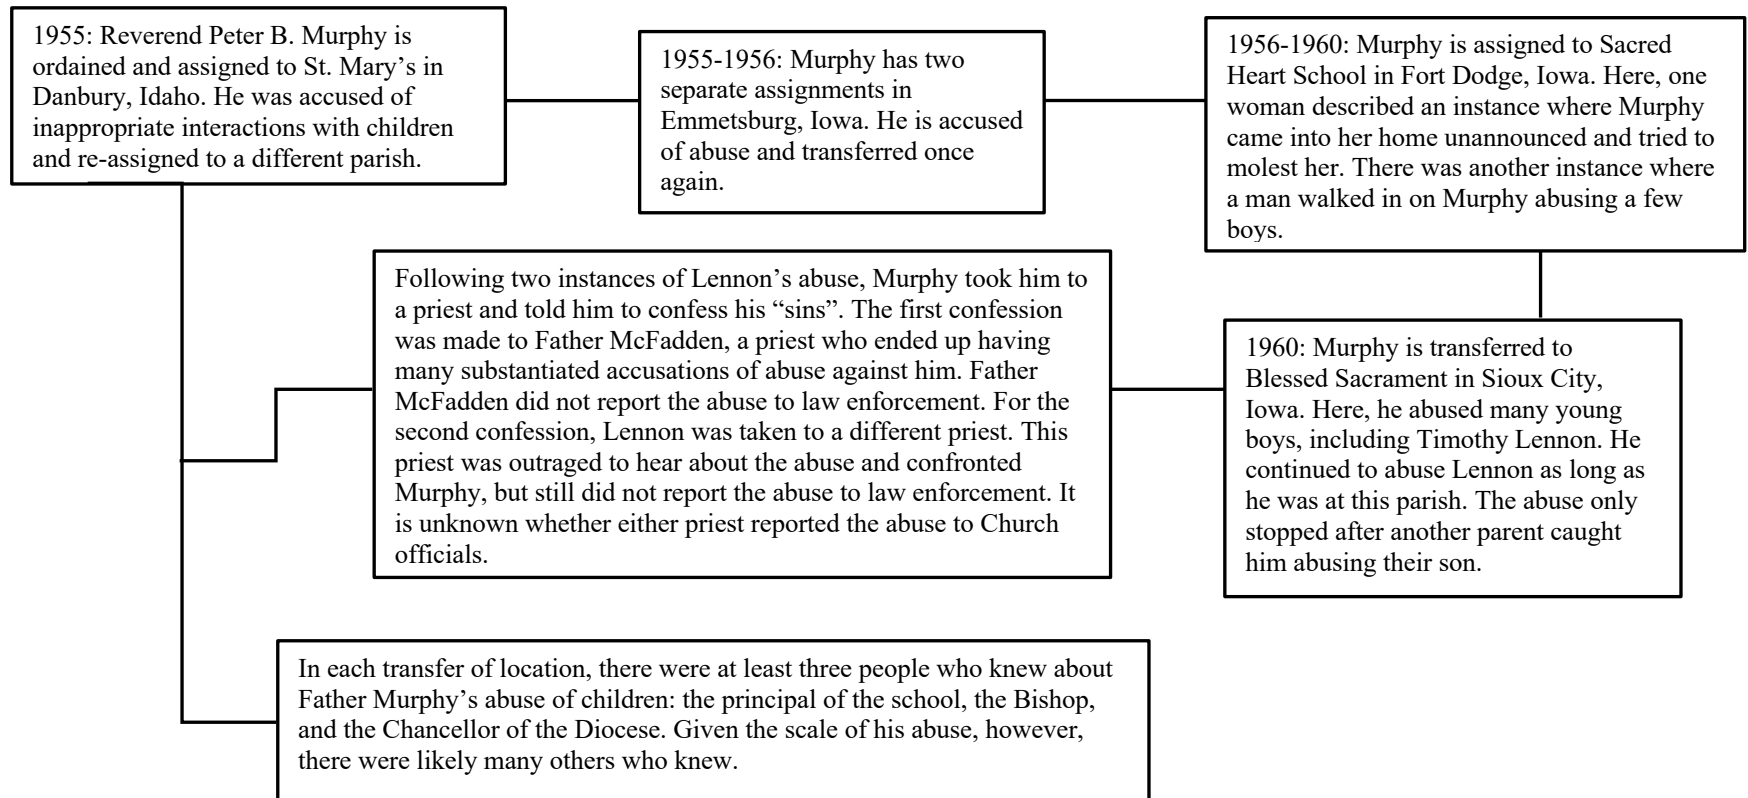 1955: Reverend Peter B. Murphy is
ordained and assigned to St. Mary’s in
Danbury, Idaho. He was accused of
inappropriate interactions with children
and re-assigned to a different parish.
1955-1956: Murphy has two
separate assignments in
Emmetsburg, Iowa. He is accused
of abuse and transferred once
again.
1956-1960: Murphy is assigned to Sacred
Heart School in Fort Dodge, Iowa. Here, one
woman described an instance where Murphy
came into her home unannounced and tried to
molest her. There was another instance where
a man walked in on Murphy abusing a few
boys.
1960: Murphy is transferred to
Blessed Sacrament in Sioux City,
Iowa. Here, he abused many young
boys, including Timothy Lennon. He
continued to abuse Lennon as long as
he was at this parish. The abuse only
stopped after another parent caught
him abusing their son.
Following two instances of Lennon’s abuse, Murphy took him to
a priest and told him to confess his “sins”. The first confession
was made to Father McFadden, a priest who ended up having
many substantiated accusations of abuse against him. Father
McFadden did not report the abuse to law enforcement. For the
second confession, Lennon was taken to a different priest. This
priest was outraged to hear about the abuse and confronted
Murphy, but still did not report the abuse to law enforcement. It
is unknown whether either priest reported the abuse to Church
officials.
In each transfer of location, there were at least three people who knew about
Father Murphy’s abuse of children: the principal of the school, the Bishop,
and the Chancellor of the Diocese. Given the scale of his abuse, however,
there were likely many others who knew.